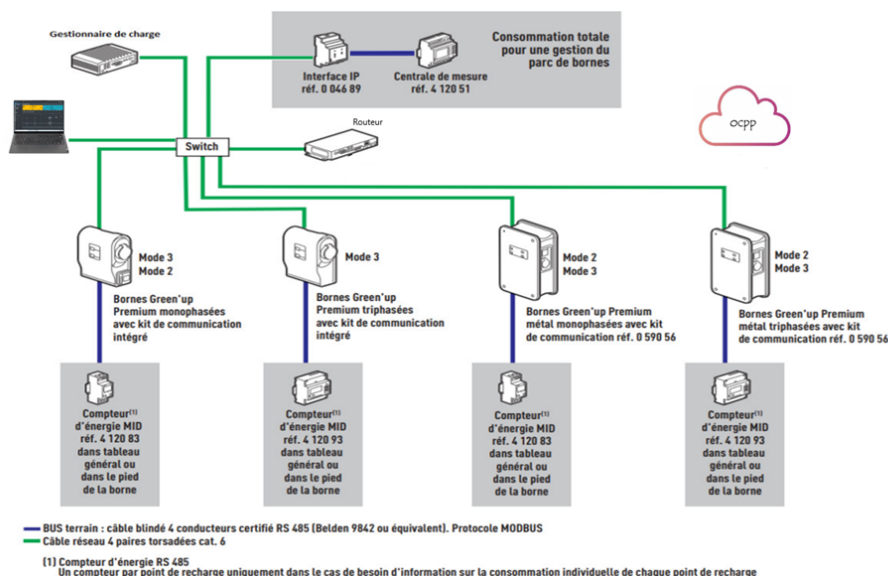 Gestionnaire de charge
Consommation totale
pour une gestion du
parc de bornes
Interface IP
réf. 0 046 89
Centrale de mesure
réf. 4 120 51
ocpp
Routeur
Switch
Mode 3
Mode 2
Mode 3
Mode 2
Mode 3
Mode 2
Mode 3
Bornes Green'up
Premium monophasées
avec kit de communication
intégré
Bornes Green'up
Premium triphasées
avec kit de communication
intégré
Bornes Green'up Premium
métal monophasées avec kit
de communication réf. 0 590 56
Bornes Green'up Premium
métal triphasées avec kit
de communication réf. 0 590 56
Compteur(1)
d'énergie MID
réf. 4 120 83
dans tableau
général ou
dans le pied
de la borne
Compteur(1)
d'énergie MID
réf. 4 120 93
dans tableau
général ou
dans le pied
de la borne
Compteur(1)
d'énergie MID
réf. 4 120 83
dans tableau
général ou
dans le pied
de la borne
Compteur(1)
d'énergie MID
réf. 4 120 93
dans tableau
général ou
dans le pied
de la borne
BUS terrain : câble blindé 4 conducteurs certifié RS 485 (Belden 9842 ou équivalent). Protocole MODBUS
Câble réseau 4 paires torsadées cat. 6
(1) Compteur d'énergie RS 485
Un compteur par point de recharge uniquement dans le cas de besoin d'information sur la consommation individuelle de chaque point de recharge